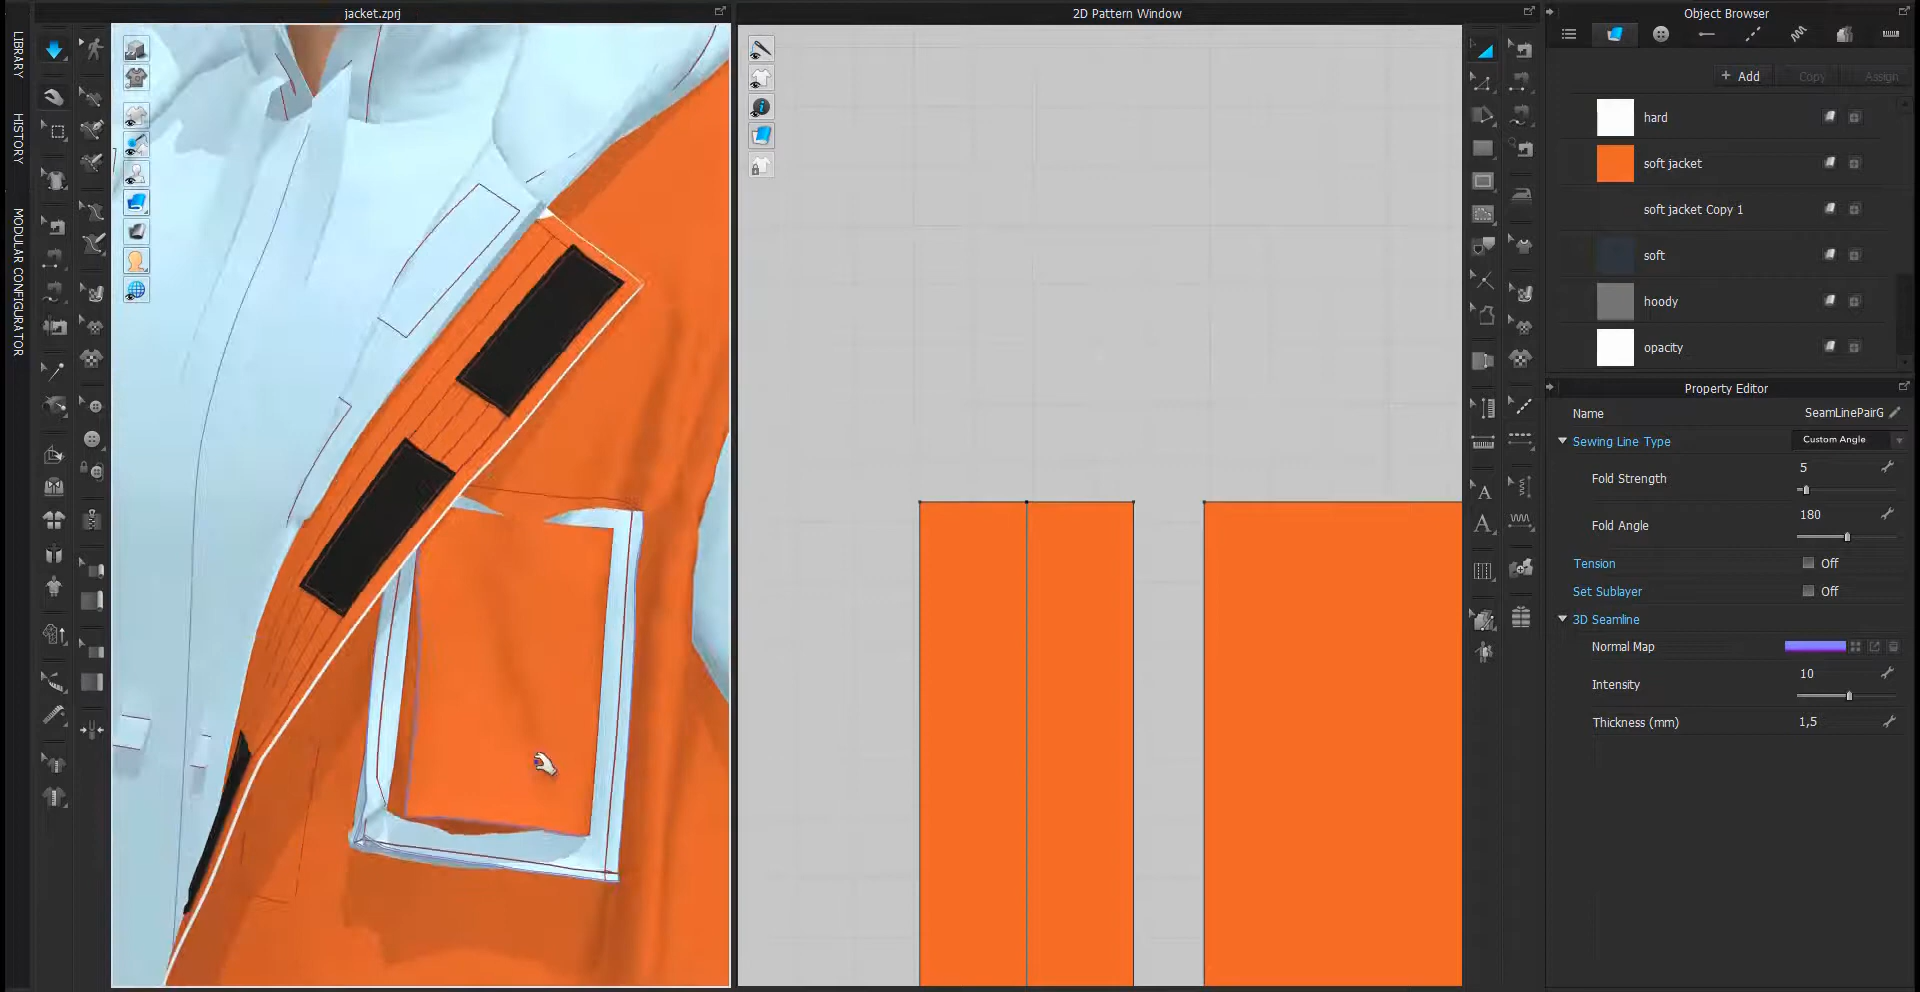 jacket.zprj
2D Pattern Window
Object Browser
LIBRARY
HISTORY
MODULAR CONFIGURATOR
+ Add
Copy
Assign
hard
soft jacket
soft jacket Copy 1
soft
hoody
opacity
Property Editor
Name
SeamLinePairG
Sewing Line Type
Custom Angle
Fold Strength
5
Fold Angle
180
Tension
Off
Set Sublayer
Off
3D Seamline
Normal Map
Intensity
10
Thickness (mm)
1,5